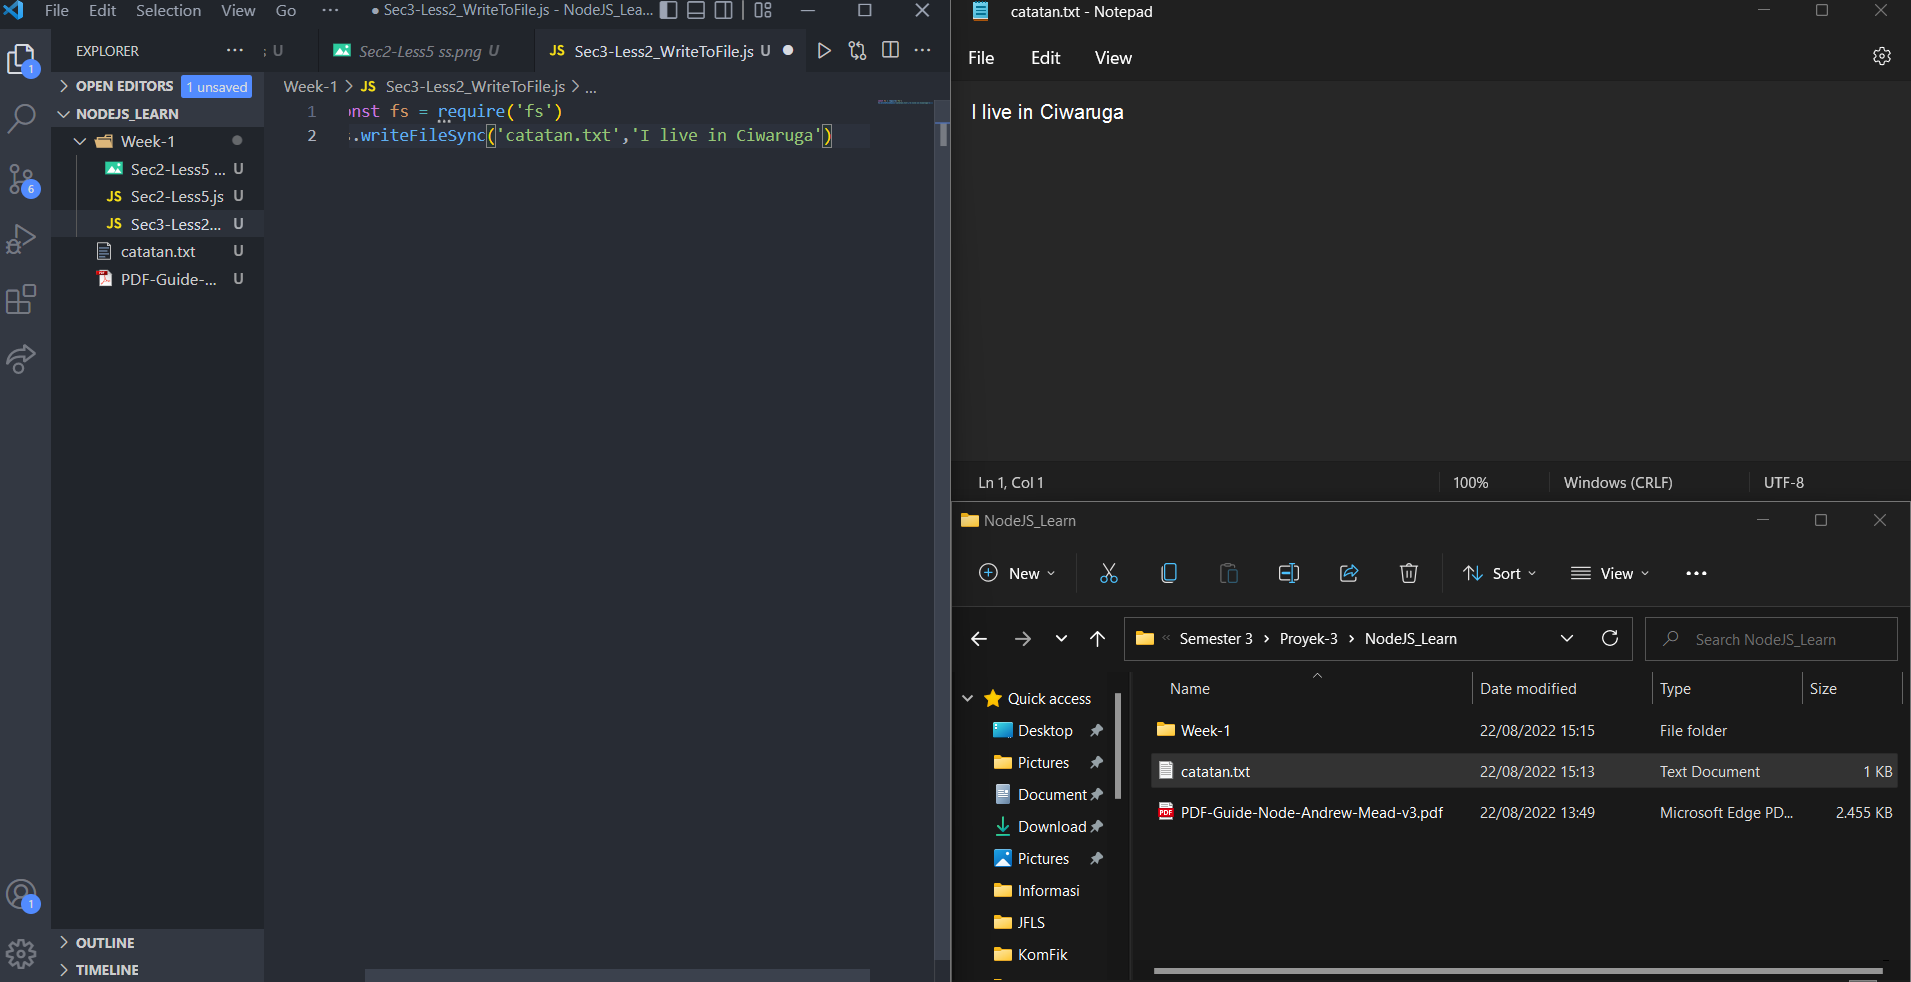 File Edit Selection View Go ··· ● Sec3-Less2_WriteToFile.js - NodeJS_Lea...
EXPLORER ···
; U
Sec2-Less5 ss.png U
JS Sec3-Less2_WriteToFile.js U ● ···
OPEN EDITORS 1 unsaved
NODEJS_LEARN
Week-1
Sec2-Less5 ... U
JS Sec2-Less5.js U
JS Sec3-Less2... U
catatan.txt U
PDF-Guide-... U
OUTLINE
TIMELINE
1
6
1
Week-1 > JS Sec3-Less2_WriteToFile.js > ...
1 nst fs = require('fs')
2 .writeFileSync('catatan.txt','I live in Ciwaruga')
catatan.txt - Notepad
File Edit View
I live in Ciwaruga
Ln 1, Col 1 100% Windows (CRLF) UTF-8
NodeJS_Learn
New Sort View ···
« Semester 3 > Proyek-3 > NodeJS_Learn
Search NodeJS_Learn
Quick access
Desktop
Pictures
Document
Download
Pictures
Informasi
JFLS
KomFik
Name Date modified Type Size
Week-1 22/08/2022 15:15 File folder
catatan.txt 22/08/2022 15:13 Text Document 1 KB
PDF PDF-Guide-Node-Andrew-Mead-v3.pdf 22/08/2022 13:49 Microsoft Edge PD... 2.455 KB